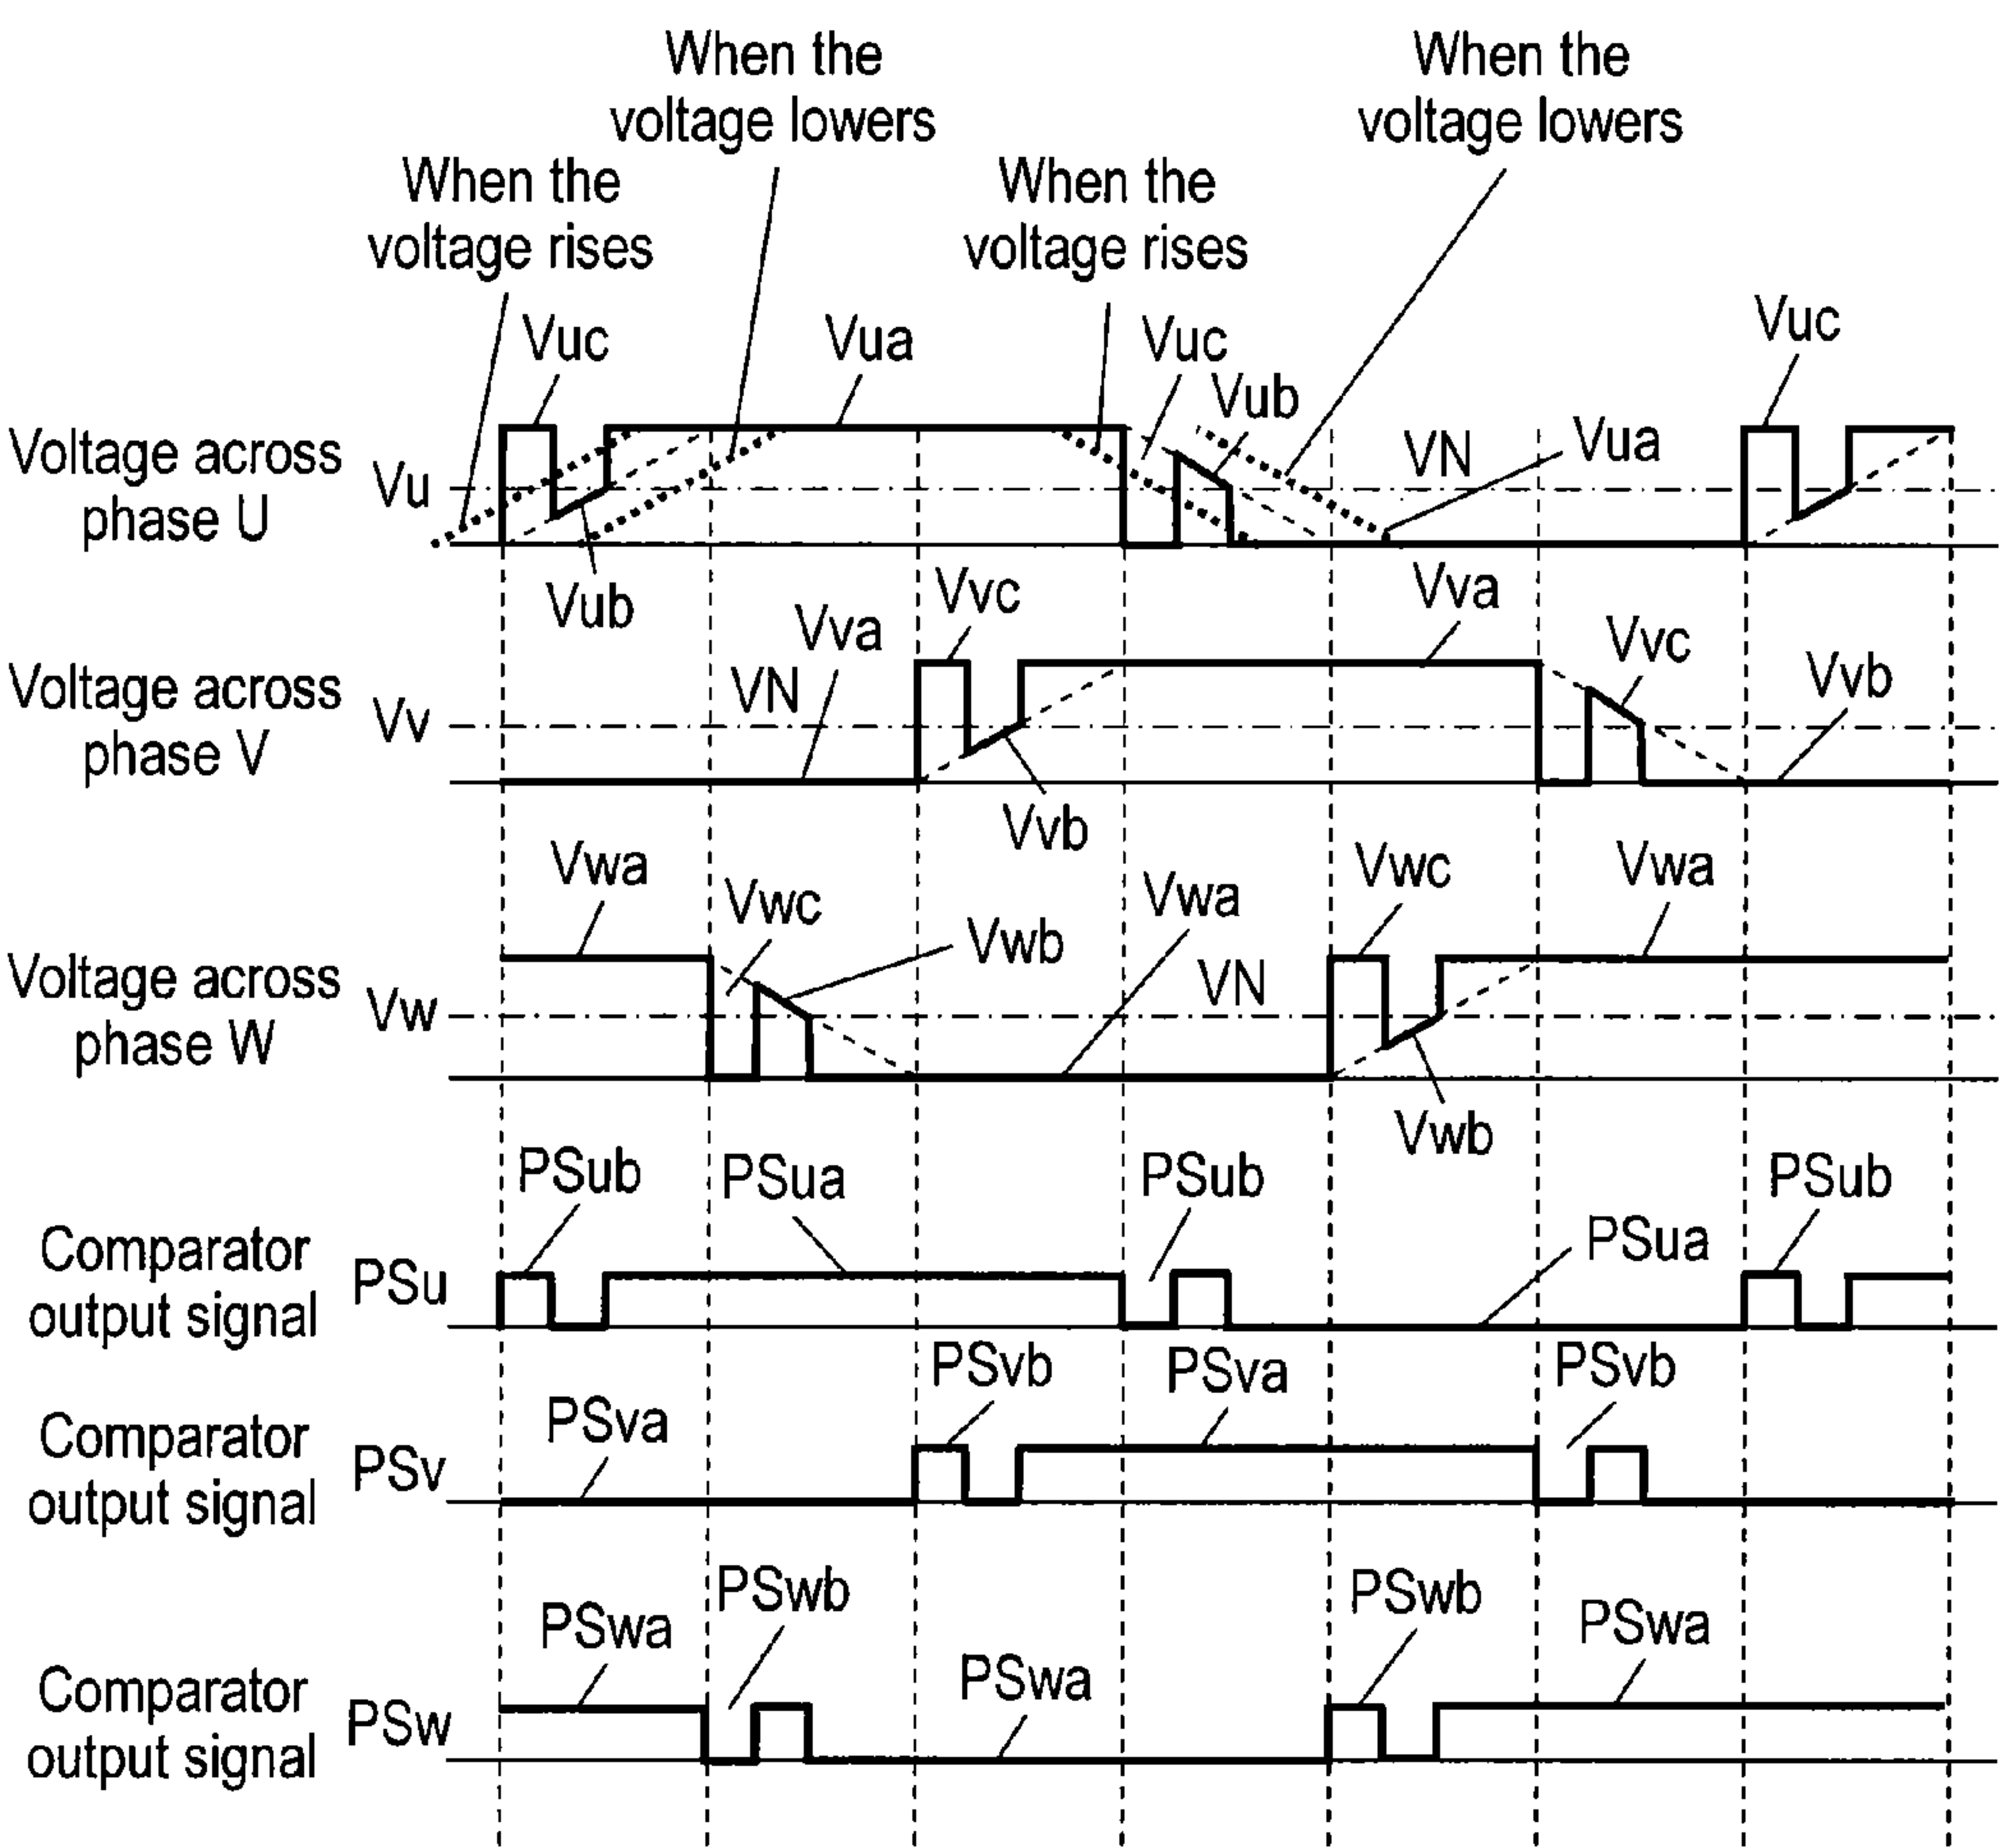 When the
voltage lowers
When the
voltage lowers
When the
voltage rises
When the
voltage rises
Vuc
Vua
Vuc
Vub
Vuc
Voltage across
phase U
Vu
VN
Vua
Vub
Vva
Vvc
Vva
Vvc
Vvb
Voltage across
phase V
Vv
VN
Vvb
Vwa
Vwc
Vwb
Vwa
Vwc
Vwa
Voltage across
phase W
Vw
VN
Vwb
PSub
PSua
PSub
PSua
PSub
Comparator
output signal
PSu
PSva
PSvb
PSva
PSvb
Comparator
output signal
PSv
PSwa
PSwb
PSwa
PSwb
PSwa
Comparator
output signal
PSw